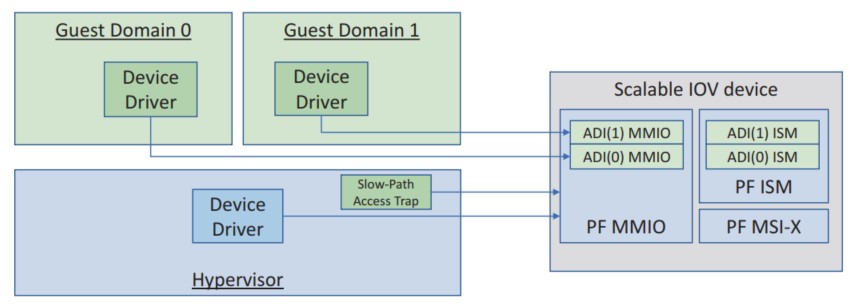 Guest Domain 0
Device
Driver
Guest Domain 1
Device
Driver
Slow-Path
Access Trap
Device
Driver
Hypervisor
Scalable IOV device
ADI(1) MMIO
ADI(0) MMIO
PF MMIO
ADI(1) ISM
ADI(0) ISM
PF ISM
PF MSI-X